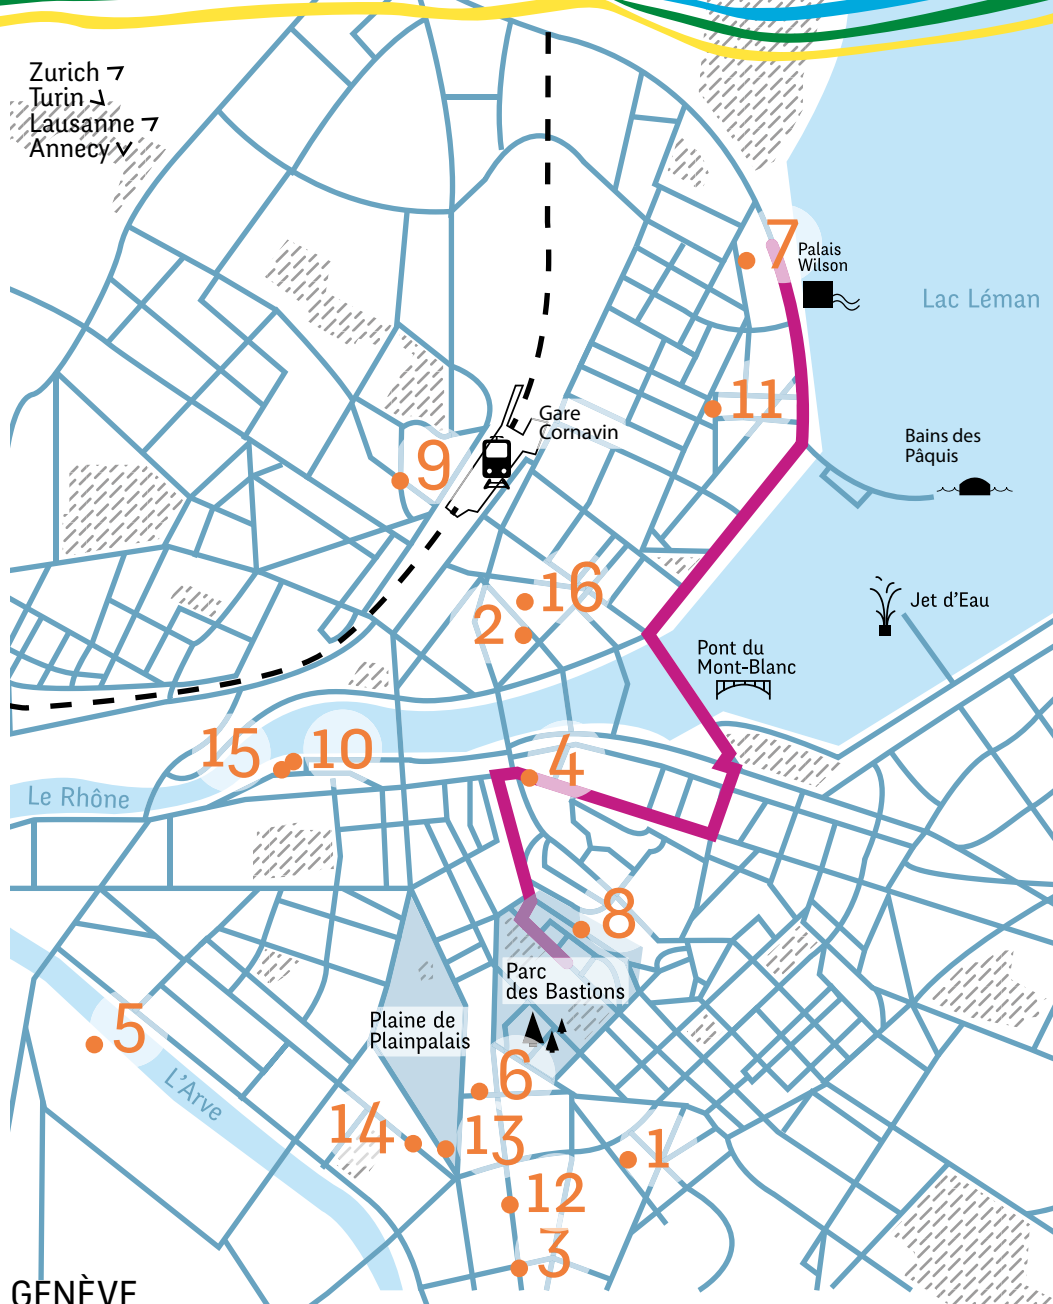 Zurich
Turin
Lausanne
Annecy
7
Palais
Wilson
Lac Léman
11
Gare
Cornavin
Bains des
Pâquis
9
16
2
Jet d'Eau
Pont du
Mont-Blanc
15
10
4
Le Rhône
8
Parc
des Bastions
Plaine de
Plainpalais
5
6
L'Arve
14
13
1
12
3
GENÈVE